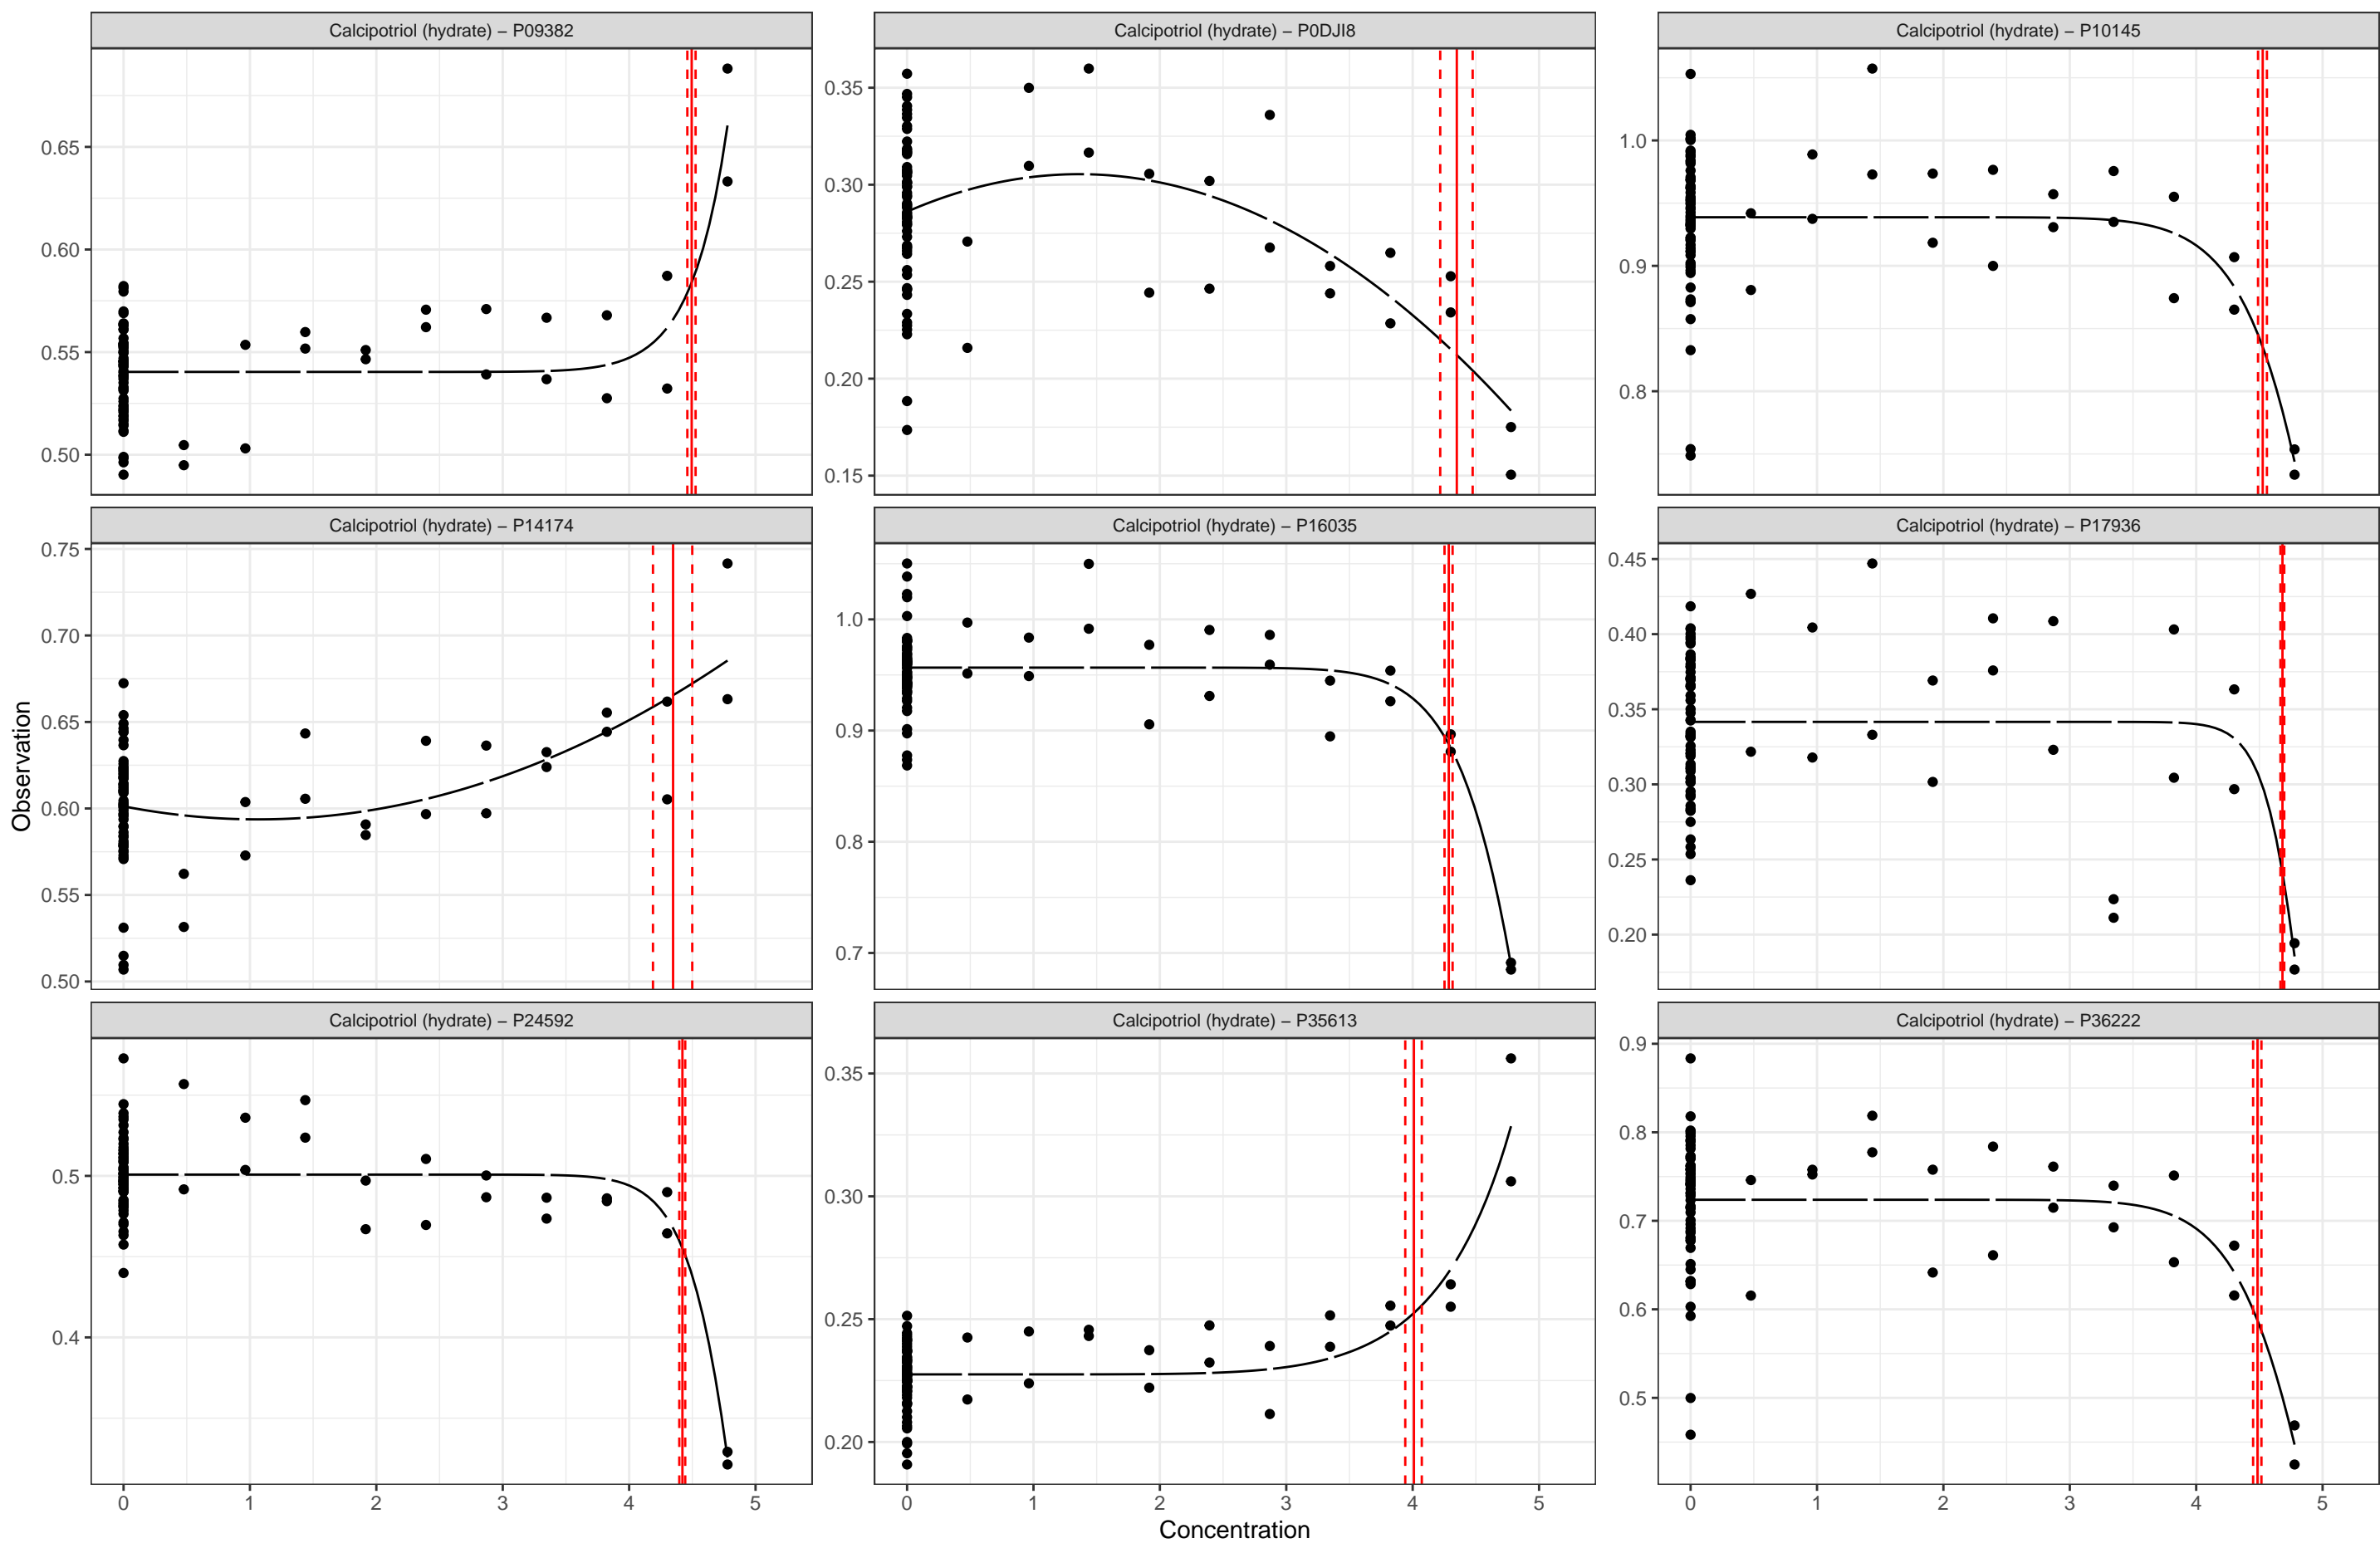 Calcipotriol (hydrate) – P09382
Calcipotriol (hydrate) – P0DJI8
Calcipotriol (hydrate) – P10145
0.65
0.60
0.55
0.50
0.35
0.30
0.25
0.20
0.15
1.0
0.9
0.8
Calcipotriol (hydrate) – P14174
Calcipotriol (hydrate) – P16035
Calcipotriol (hydrate) – P17936
0.75
0.70
0.65
0.60
0.55
0.50
1.0
0.9
0.8
0.7
0.45
0.40
0.35
0.30
0.25
0.20
Observation
Calcipotriol (hydrate) – P24592
Calcipotriol (hydrate) – P35613
Calcipotriol (hydrate) – P36222
0.5
0.4
0.35
0.30
0.25
0.20
0.9
0.8
0.7
0.6
0.5
0 1 2 3 4 5
0 1 2 3 4 5
0 1 2 3 4 5
Concentration